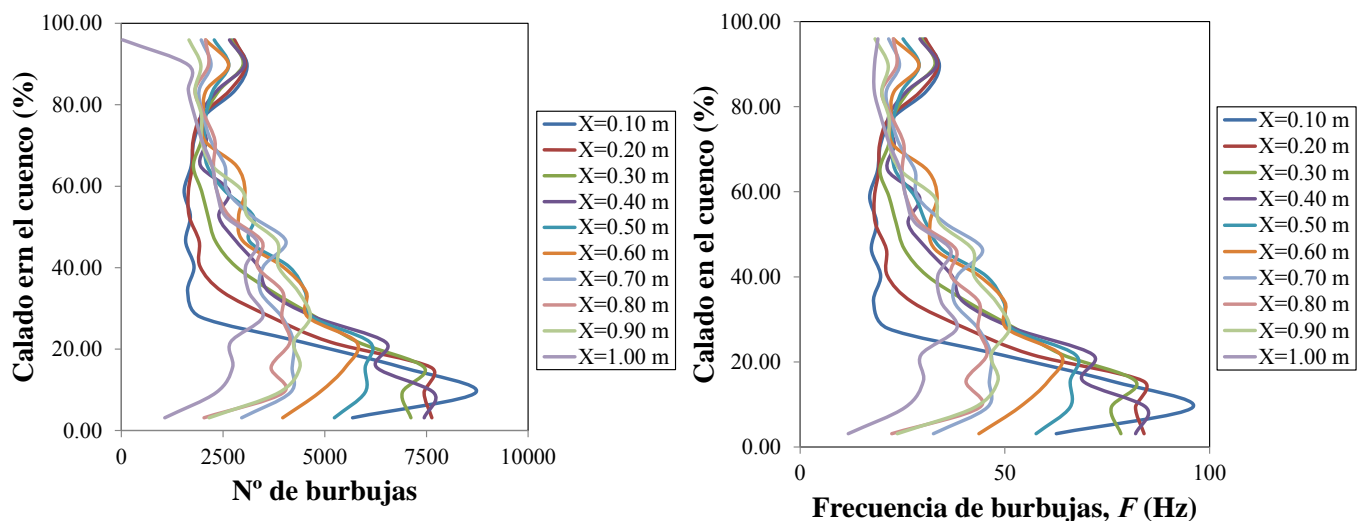 Calado ern el cuenco (%)
100.00
80.00
60.00
40.00
20.00
0.00
0
2500
5000
7500
10000
Nº de burbujas
X=0.10 m
X=0.20 m
X=0.30 m
X=0.40 m
X=0.50 m
X=0.60 m
X=0.70 m
X=0.80 m
X=0.90 m
X=1.00 m
Calado en el cuenco (%)
100.00
80.00
60.00
40.00
20.00
0.00
0
50
100
Frecuencia de burbujas, F (Hz)
X=0.10 m
X=0.20 m
X=0.30 m
X=0.40 m
X=0.50 m
X=0.60 m
X=0.70 m
X=0.80 m
X=0.90 m
X=1.00 m